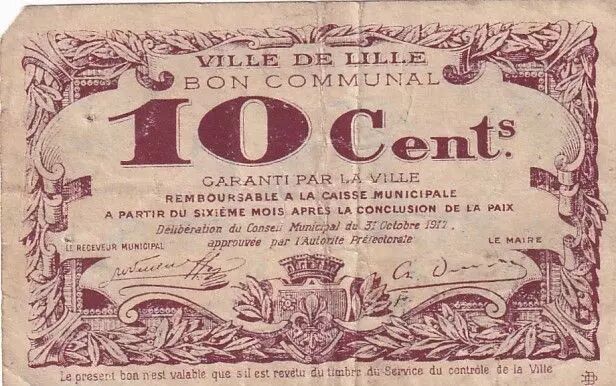 VILLE DE LILLE
BON COMMUNAL
10 Cents.
GARANTI PAR LA VILLE
REMBOURSABLE A LA CAISSE MUNICIPALE
A PARTIR DU SIXIÈME MOIS APRÈS LA CONCLUSION DE LA PAIX
Délibération du Conseil Municipal du 31 Octobre 1917.
approuvée par l'Autorité Préfectorale
LE RECEVEUR MUNICIPAL LE MAIRE
Le present bon n'est valable que s'il est revetu du timbre du Service du contrôle de la Ville